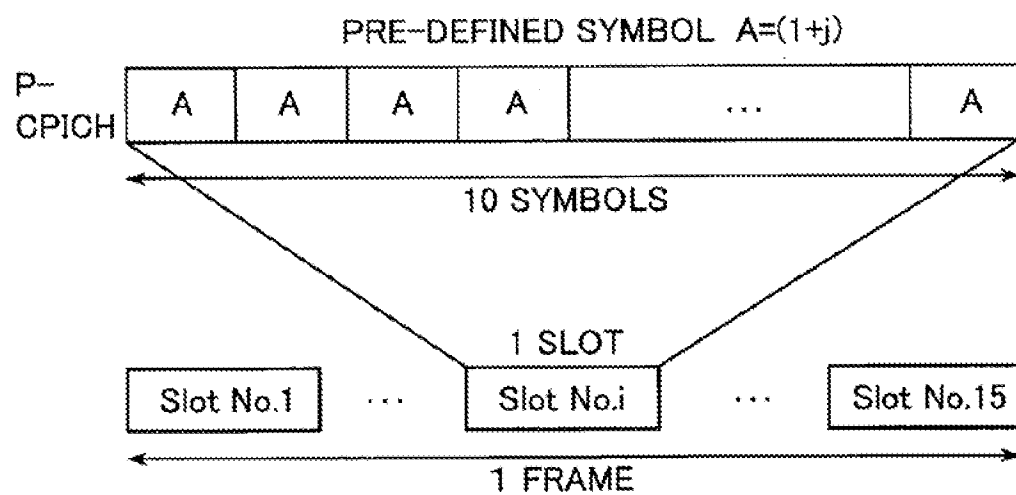 PRE-DEFINED SYMBOL A=(1+j)
P-
CPICH
A A A A ... A
10 SYMBOLS
1 SLOT
Slot No.1 ... Slot No.i ... Slot No.15
1 FRAME